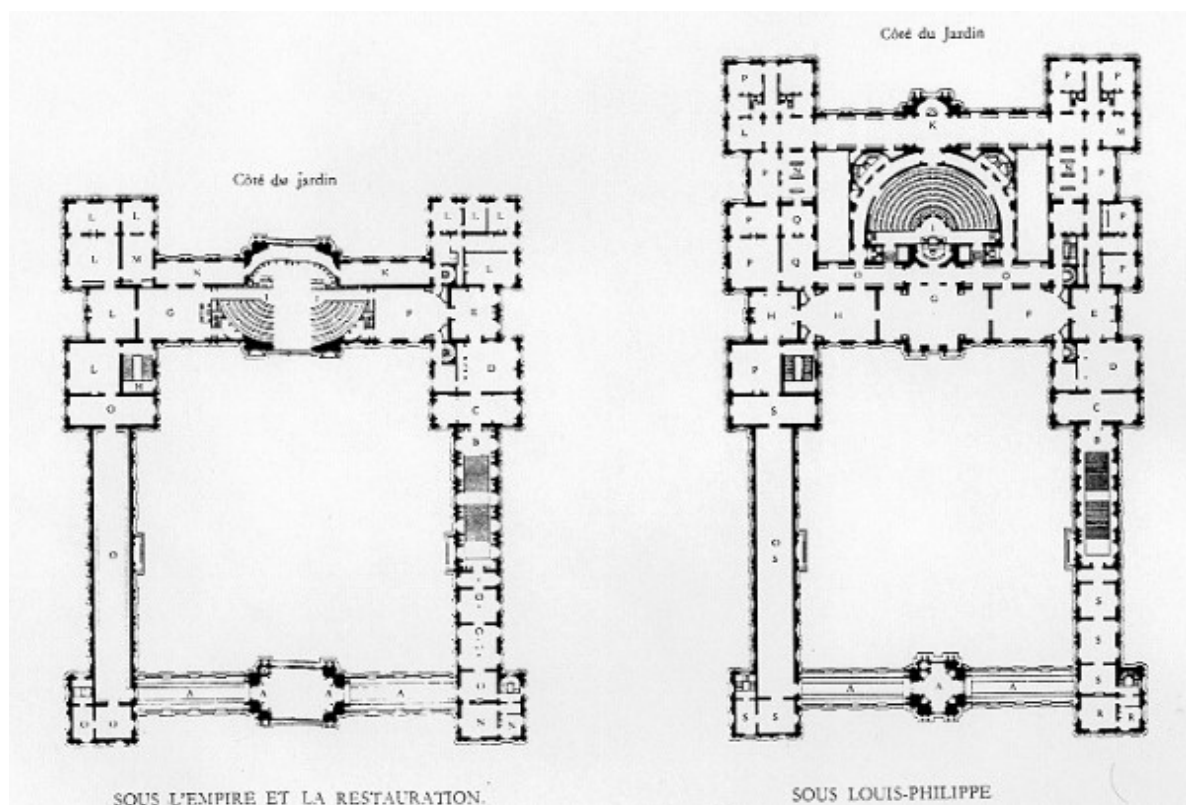 Côté du jardin
L
L
L
L
L
L
L
M
L
K
K
L
G
I
I
F
E
L
H
D
O
C
B
O
O
O
O
O
O
A
A
A
A
N
N
SOUS L'EMPIRE ET LA RESTAURATION.
Côté du Jardin
P
P
P
L
K
M
P
P
P
Q
I
P
P
Q
O
O
P
H
H
G
F
E
P
D
S
C
B
O
S
S
S
S
A
A
A
S
S
R
R
SOUS LOUIS-PHILIPPE